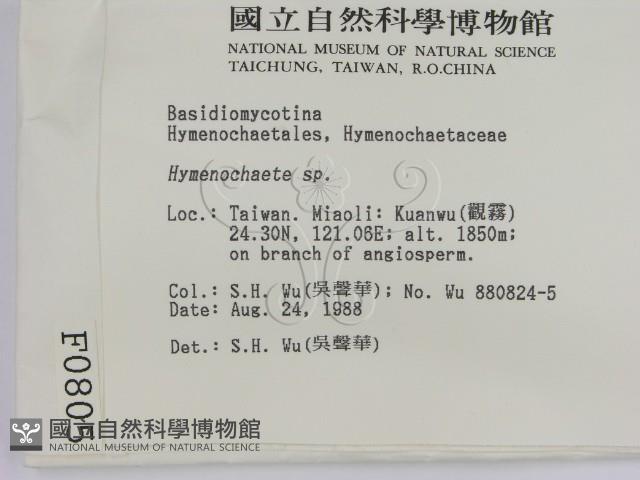 國立自然科學博物館
NATIONAL MUSEUM OF NATURAL SCIENCE
TAICHUNG, TAIWAN, R.O.CHINA
Basidiomycotina
Hymenochaetales, Hymenochaetaceae
Hymenochaete sp.
Loc.: Taiwan. Miaoli: Kuanwu(觀霧)
24.30N, 121.06E; alt. 1850m;
on branch of angiosperm.
Col.: S.H. Wu(吳聲華); No. Wu 880824-5
Date: Aug. 24, 1988
Det.: S.H. Wu(吳聲華)
F0805
國立自然科學博物館
NATIONAL MUSEUM OF NATURAL SCIENCE